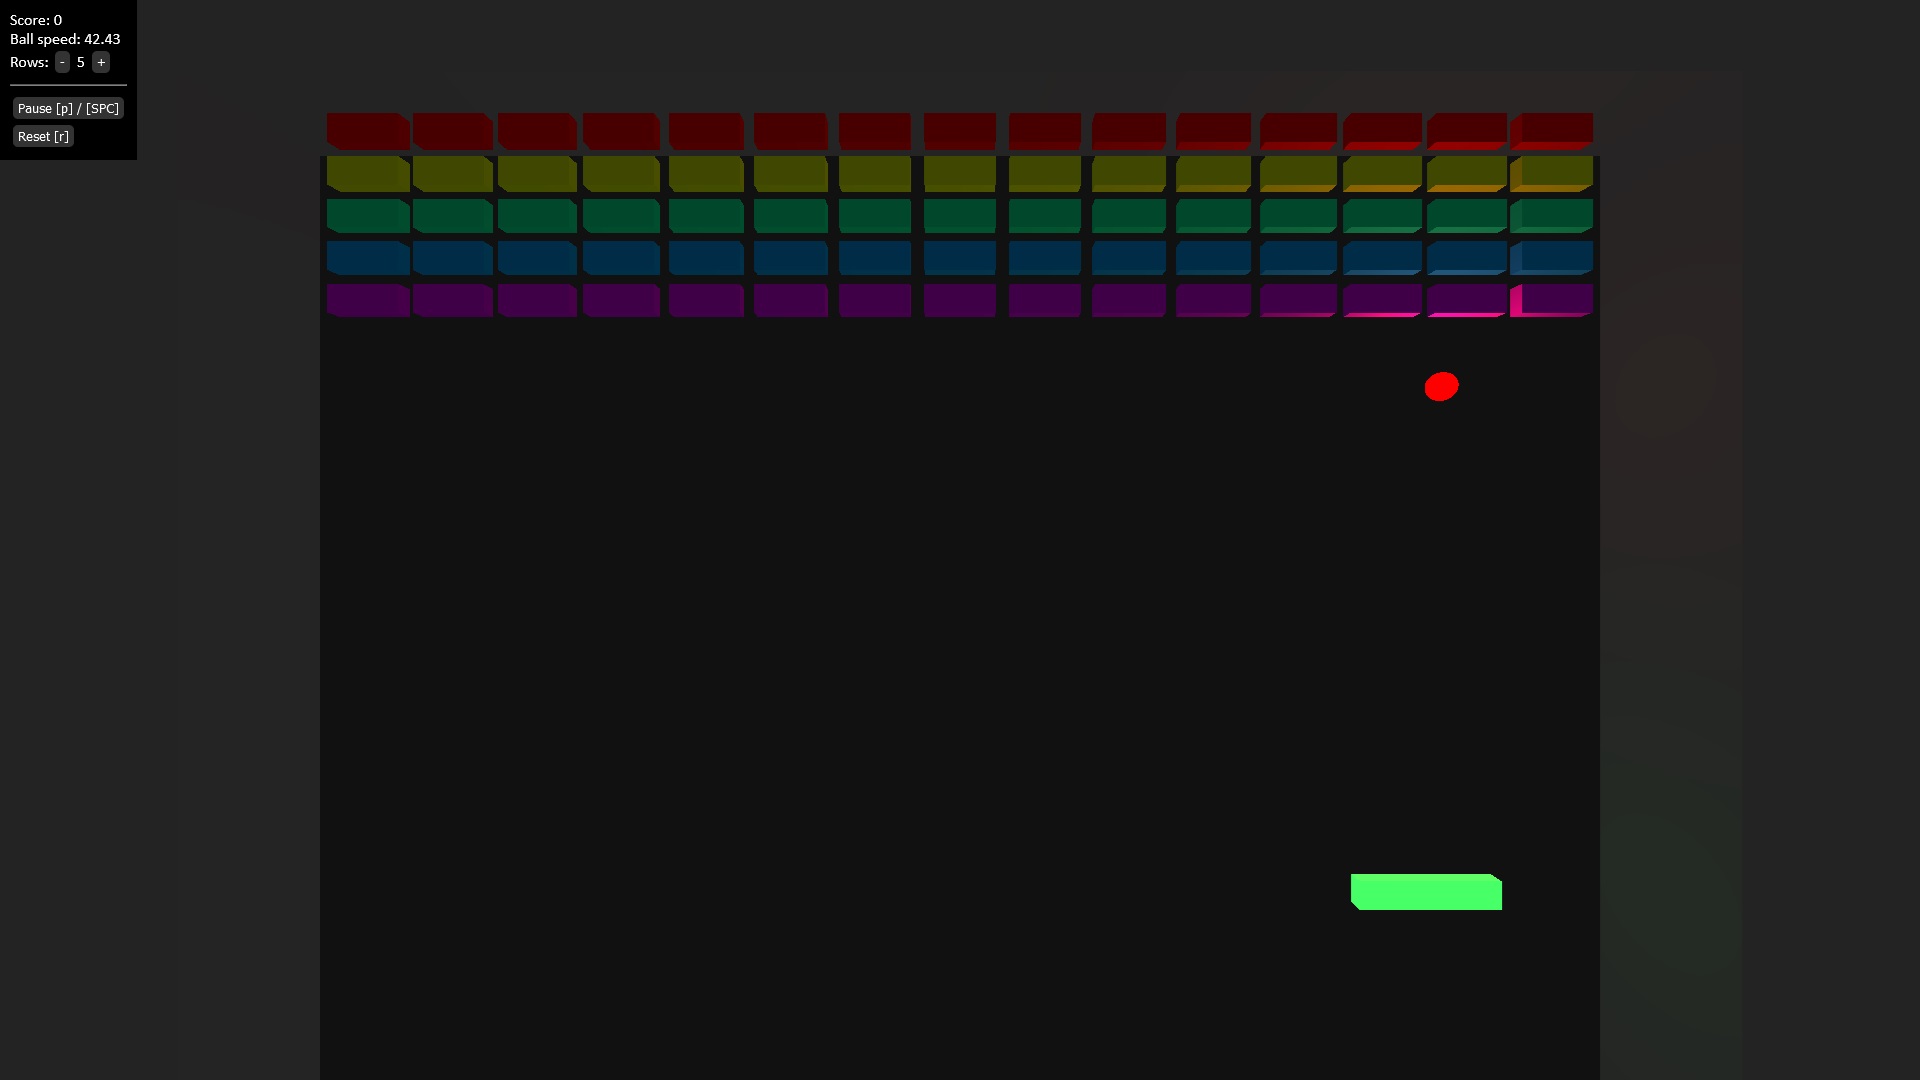 Score: 0
Ball speed: 42.43
Rows: - 5 +
Pause [p] / [SPC]
Reset [r]